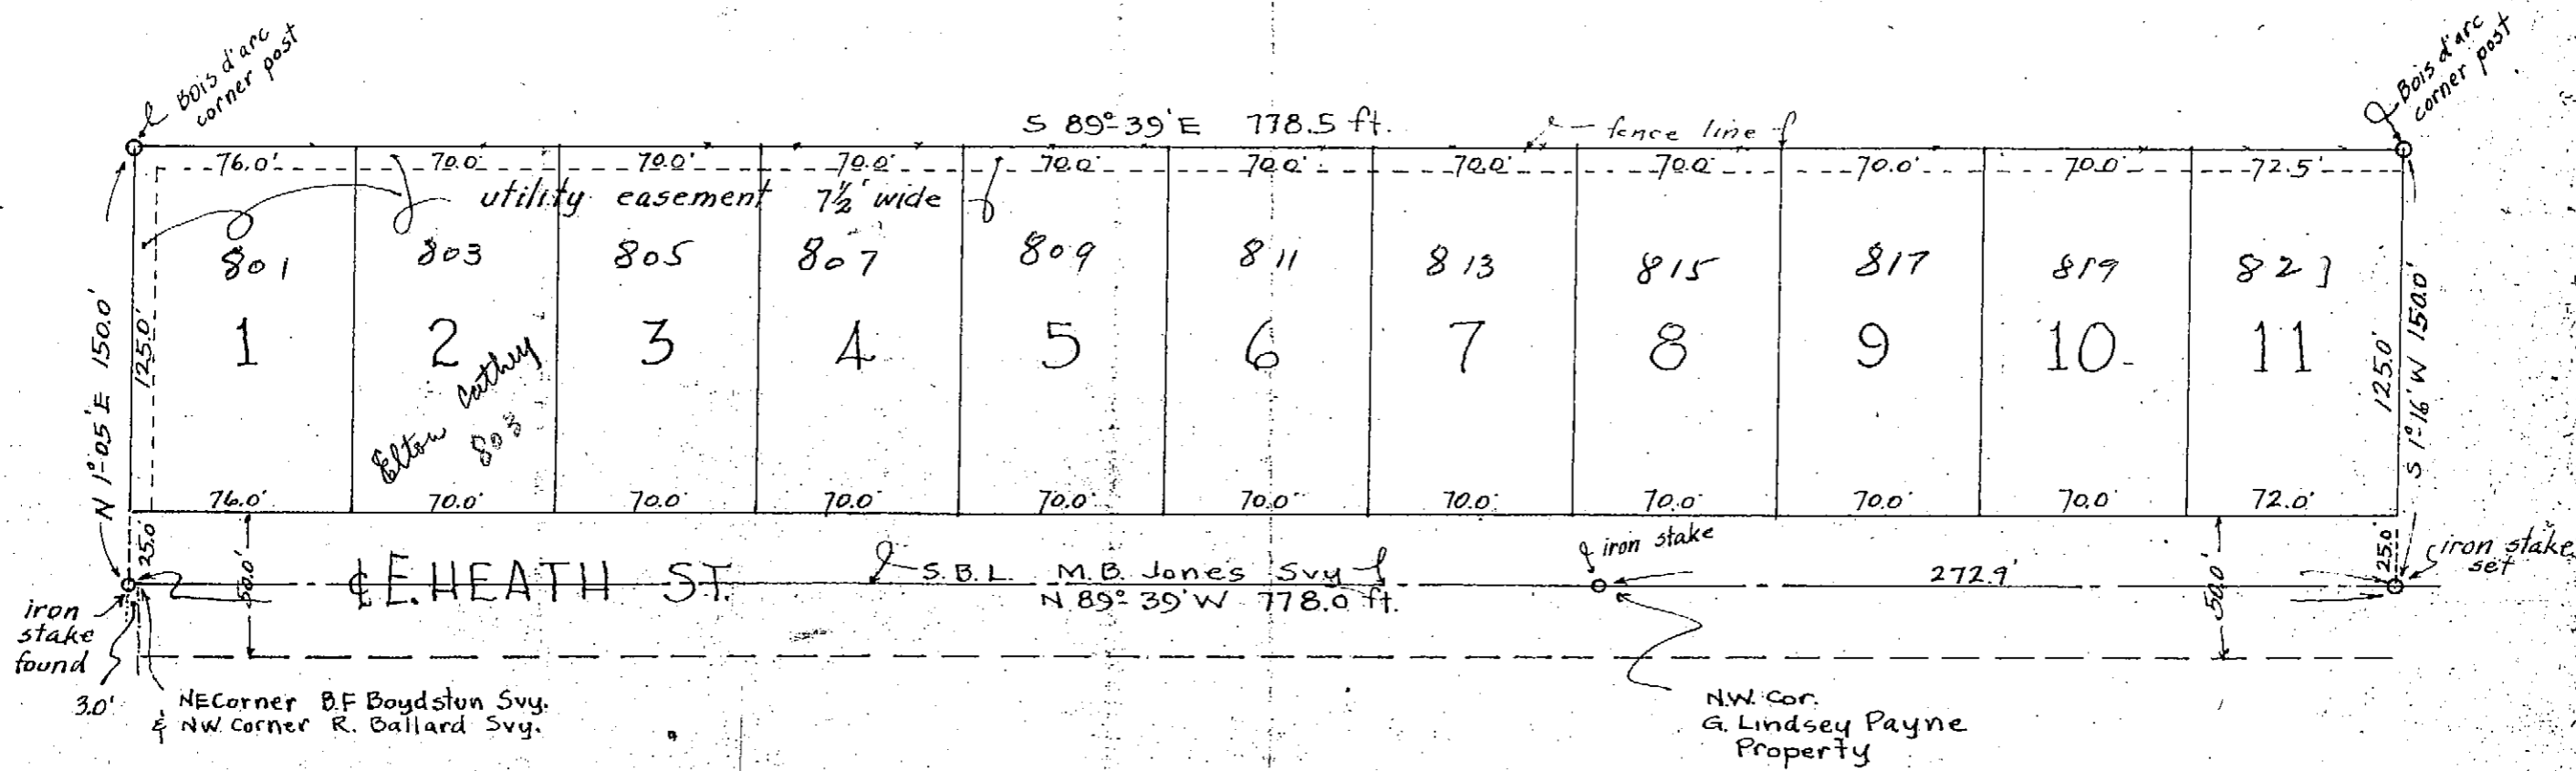 Bois d'arc
corner post
Bois d'arc
corner post
S 89°-39' E 778.5 ft.
fence line
76.0' 70.0' 70.0' 70.0' 70.0' 70.0' 70.0' 70.0' 70.0' 70.0' 72.5'
utility easement 7½' wide
801 803 805 807 809 811 813 815 817 819 821
1 2 3 4 5 6 7 8 9 10 11
Elton Cathey
803
N 1°-05' E 150.0'
125.0'
125.0'
S 1°-16' W 150.0'
76.0' 70.0' 70.0' 70.0' 70.0' 70.0' 70.0' 70.0' 70.0' 70.0' 72.0'
25.0'
50.0'
℄ E. HEATH ST.
S.B.L. M.B. Jones Svy
N 89°-39' W 778.0 ft.
iron stake
272.9'
50.0'
25.0'
iron stake
set
iron
stake
found
3.0'
NE Corner B.F Boydstun Svy.
& NW Corner R. Ballard Svy.
N.W. Cor.
G. Lindsey Payne
Property